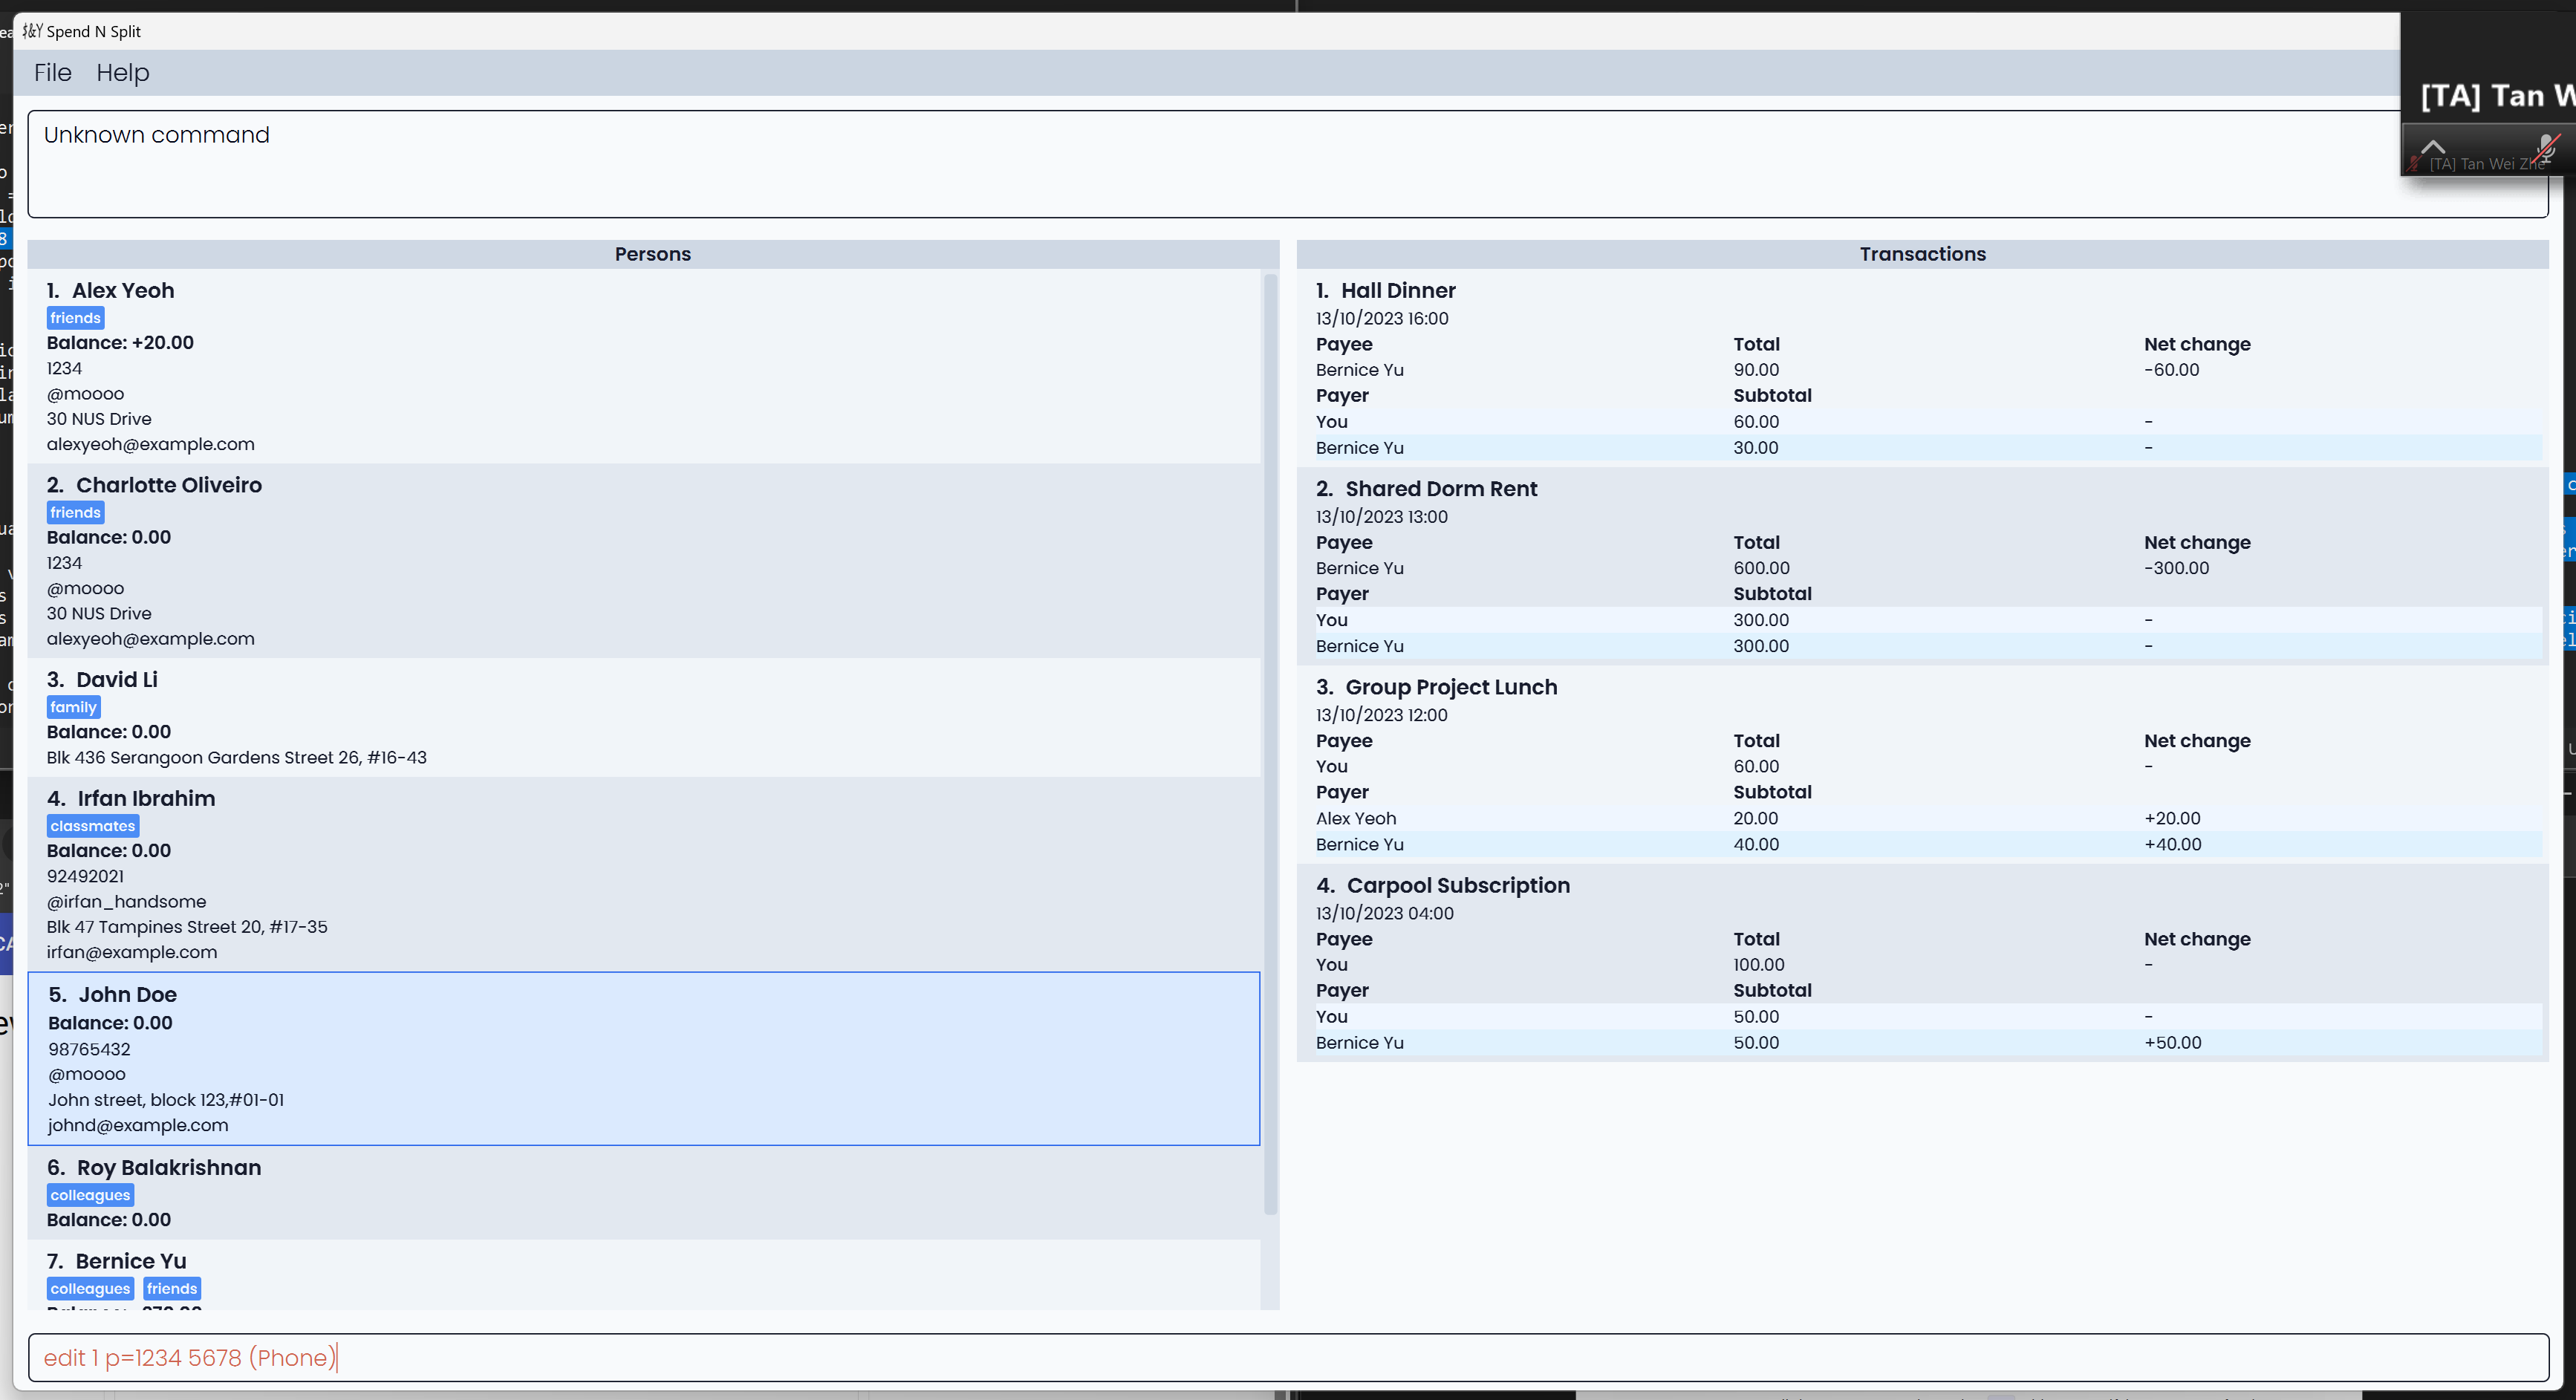 Spend N Split
File Help
[TA] Tan W
[TA] Tan Wei Zhe
Unknown command
Persons
1. Alex Yeoh
friends
Balance: +20.00
1234
@moooo
30 NUS Drive
alexyeoh@example.com
2. Charlotte Oliveiro
friends
Balance: 0.00
1234
@moooo
30 NUS Drive
alexyeoh@example.com
3. David Li
family
Balance: 0.00
Blk 436 Serangoon Gardens Street 26, #16-43
4. Irfan Ibrahim
classmates
Balance: 0.00
92492021
@irfan_handsome
Blk 47 Tampines Street 20, #17-35
irfan@example.com
5. John Doe
Balance: 0.00
98765432
@moooo
John street, block 123,#01-01
johnd@example.com
6. Roy Balakrishnan
colleagues
Balance: 0.00
7. Bernice Yu
colleagues friends
Transactions
1. Hall Dinner
13/10/2023 16:00
Payee Total Net change
Bernice Yu 90.00 -60.00
Payer Subtotal
You 60.00 -
Bernice Yu 30.00 -
2. Shared Dorm Rent
13/10/2023 13:00
Payee Total Net change
Bernice Yu 600.00 -300.00
Payer Subtotal
You 300.00 -
Bernice Yu 300.00 -
3. Group Project Lunch
13/10/2023 12:00
Payee Total Net change
You 60.00 -
Payer Subtotal
Alex Yeoh 20.00 +20.00
Bernice Yu 40.00 +40.00
4. Carpool Subscription
13/10/2023 04:00
Payee Total Net change
You 100.00 -
Payer Subtotal
You 50.00 -
Bernice Yu 50.00 +50.00
edit 1 p=1234 5678 (Phone)